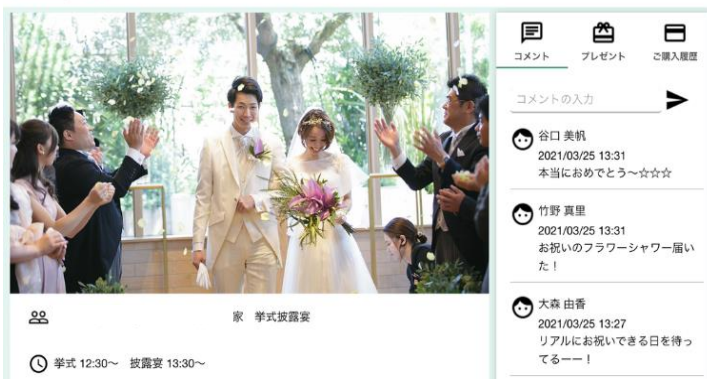 コメント
プレゼント
ご購入履歴
コメントの入力
谷口 美帆
2021/03/25 13:31
本当におめでとう〜☆☆☆
竹野 真里
2021/03/25 13:31
お祝いのフラワーシャワー届い
た！
大森 由香
2021/03/25 13:27
リアルにお祝いできる日を待っ
てるーー！
家 挙式披露宴
挙式 12:30〜 披露宴 13:30〜